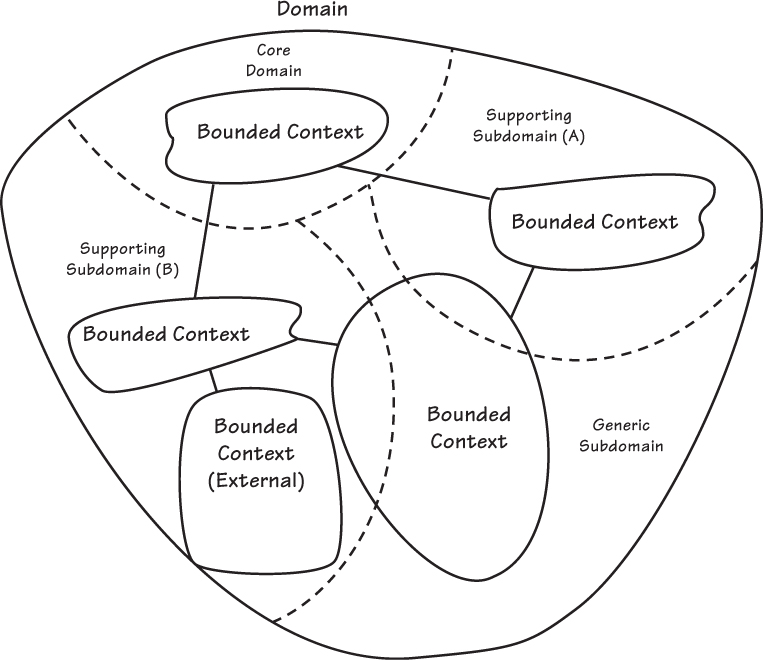 Domain
Core
Domain
Bounded Context
Supporting
Subdomain (A)
Bounded Context
Supporting
Subdomain (B)
Bounded Context
Bounded
Context
(External)
Bounded
Context
Generic
Subdomain